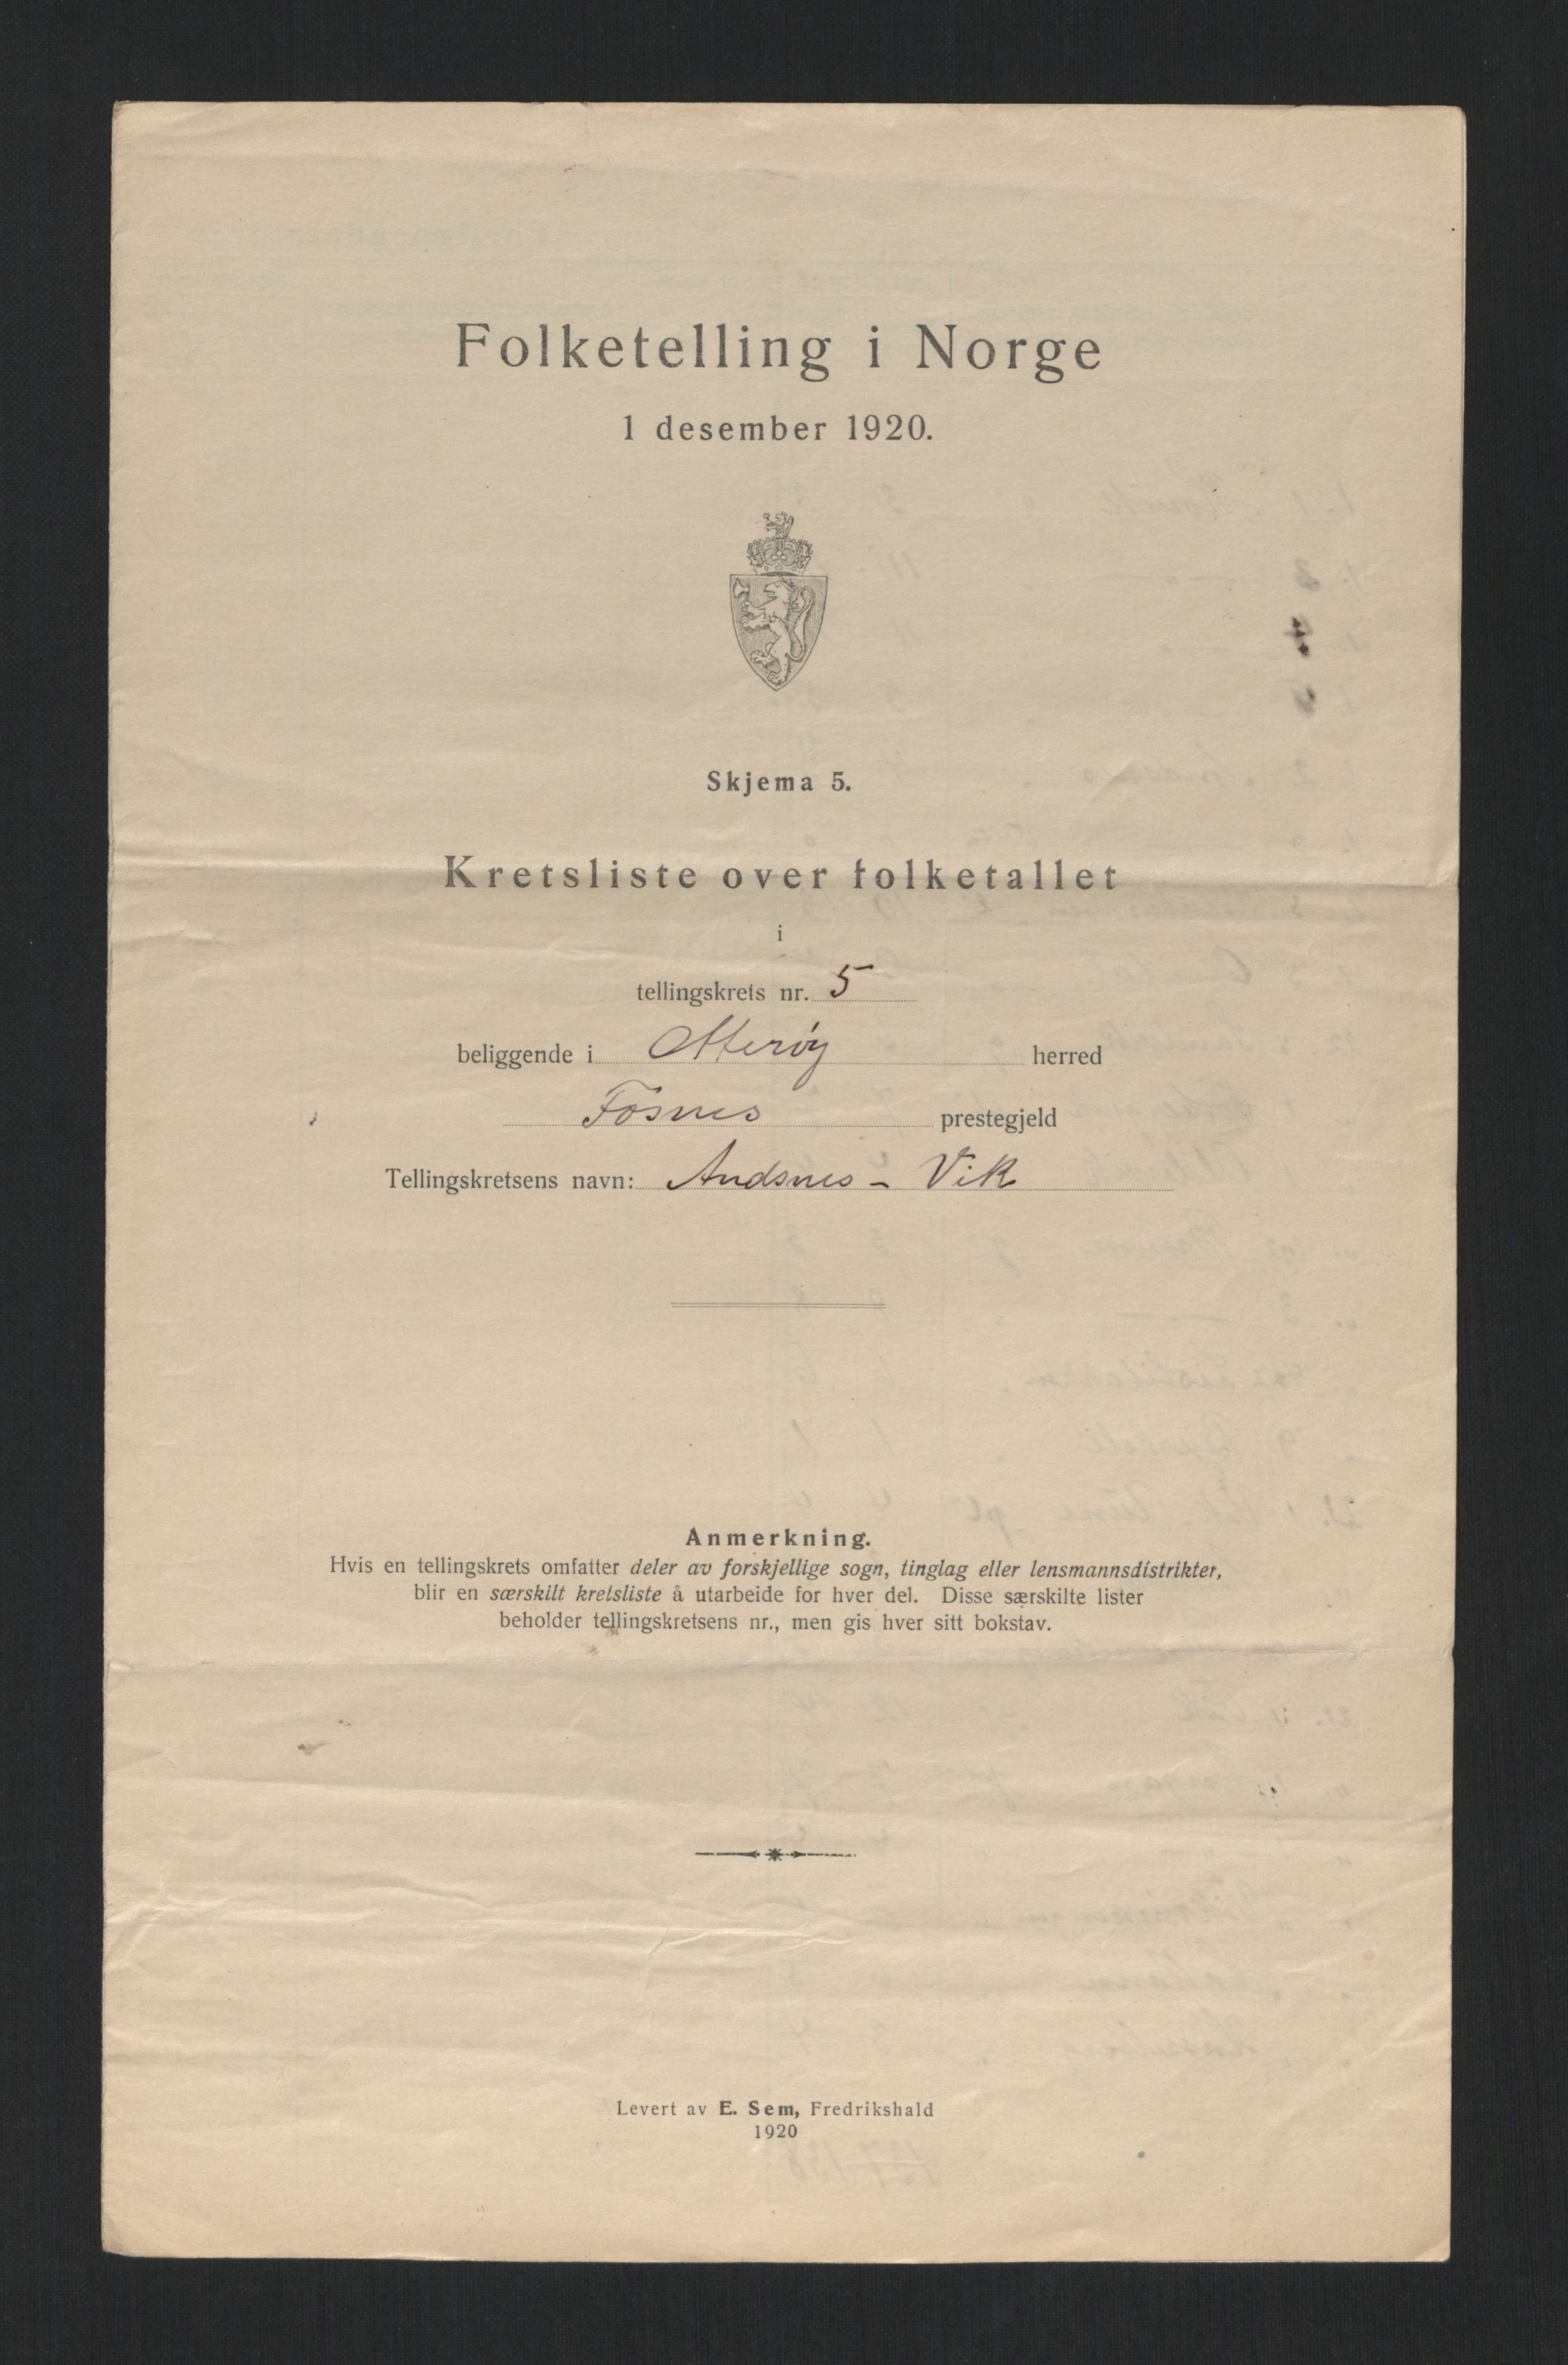 Folketelling i Norge
1 desember 1920.
Skjema 5.
Kretsliste over folketallet
i
tellingskrets nr. 5
beliggende i Otterøy herred
Fosnes prestegjeld
Tellingskretsens navn: Andsnes - Vik
Anmerkning.
Hvis en tellingskrets omfatter deler av forskjellige sogn, tinglag eller lensmannsdistrikter,
blir en særskilt kretsliste å utarbeide for hver del. Disse særskilte lister
beholder tellingskretsens nr., men gis hver sitt bokstav.
Levert av E. Sem, Fredrikshald
1920